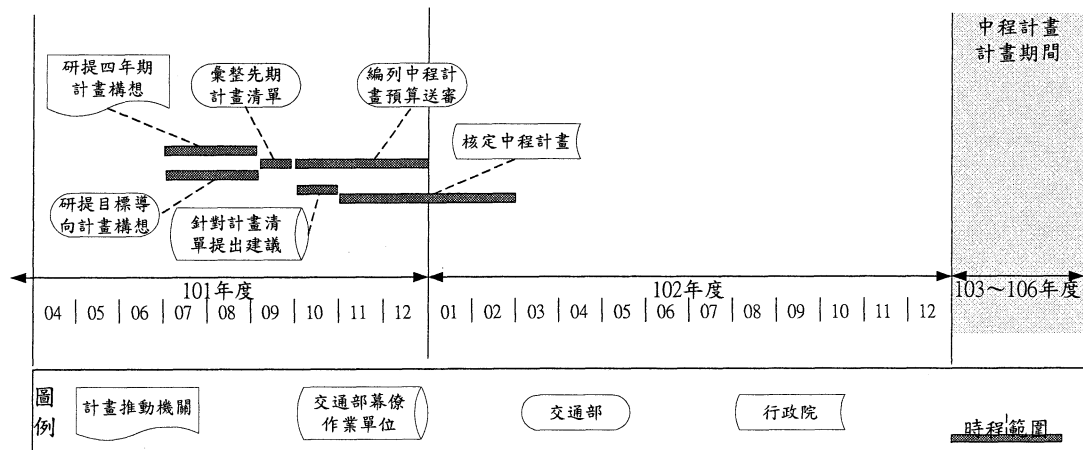 中程計畫
計畫期間
研提四年期
計畫構想
彙整先期
計畫清單
編列中程計
畫預算送審
核定中程計畫
研提目標導
向計畫構想
針對計畫清
單提出建議
101年度
102年度
103～106年度
04 | 05 | 06 | 07 | 08 | 09 | 10 | 11 | 12
01 | 02 | 03 | 04 | 05 | 06 | 07 | 08 | 09 | 10 | 11 | 12
圖例
計畫推動機關
交通部幕僚
作業單位
交通部
行政院
時程範圍